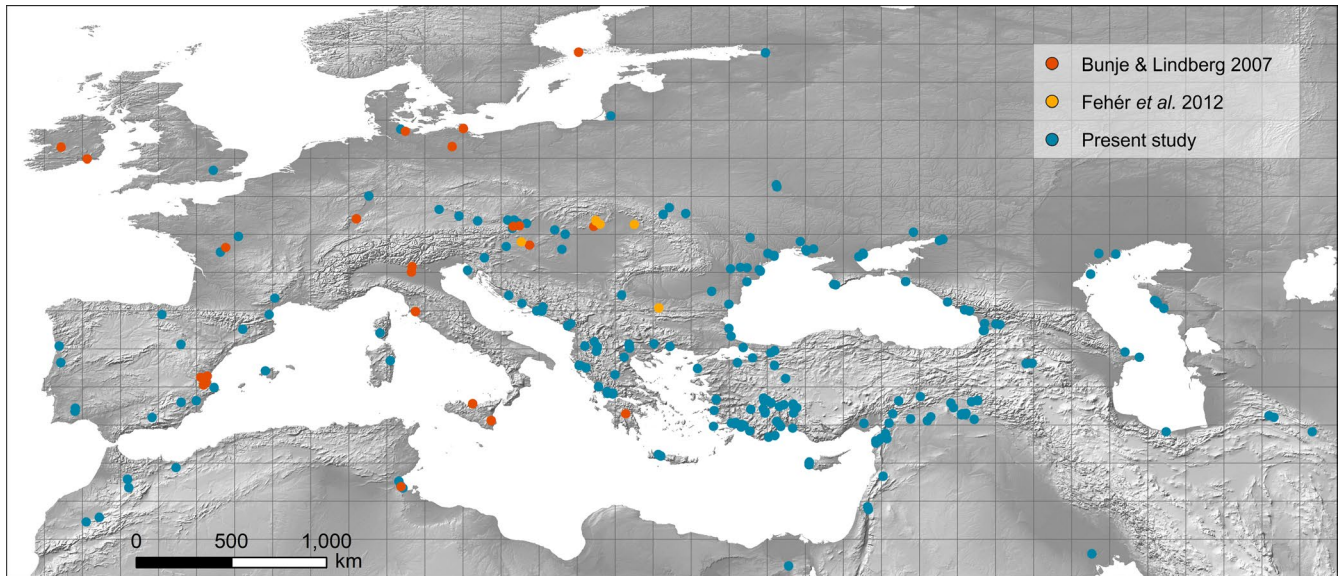 Bunje & Lindberg 2007
Fehér et al. 2012
Present study
0 500 1,000
km